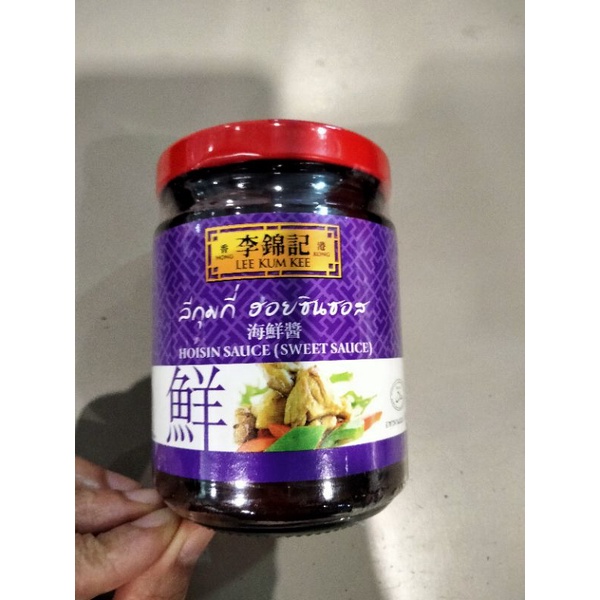 香 李錦記 港
HONG LEE KUM KEE KONG
ลีกุมกี่ ฮอยซินซอส
海鮮醬
HOISIN SAUCE (SWEET SAUCE)
鮮